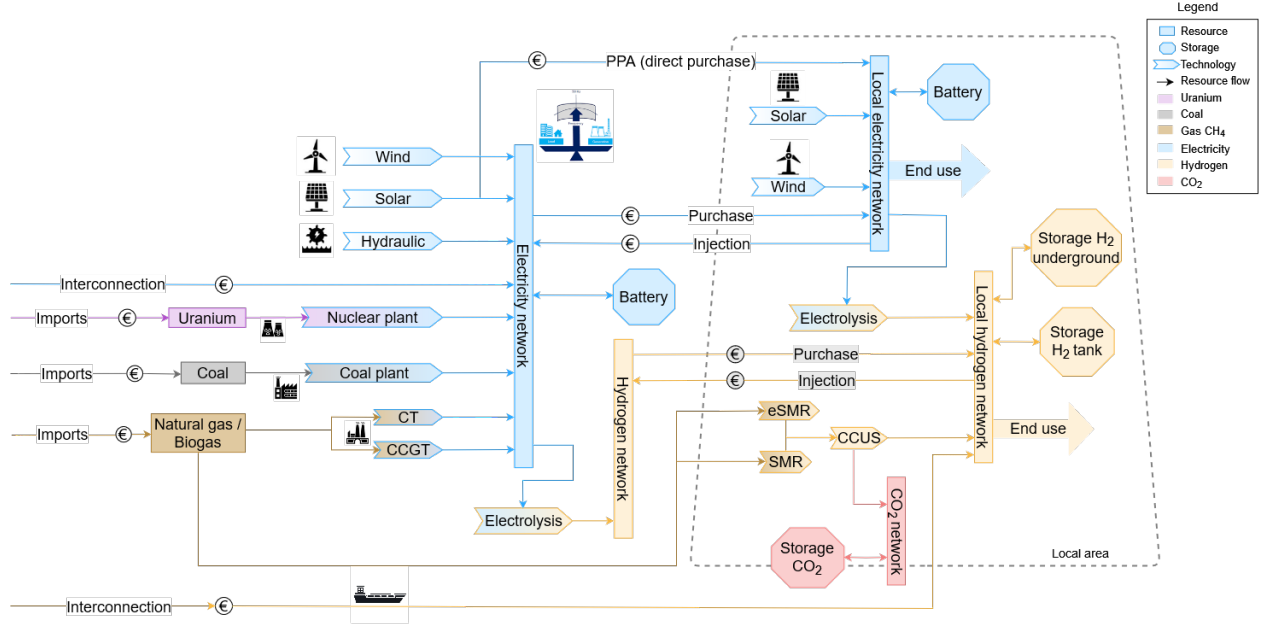 Legend
Resource
Storage
Technology
Resource flow
Uranium
Coal
Gas CH4
Electricity
Hydrogen
CO2
€
PPA (direct purchase)
Local electricity network
Battery
Solar
Wind
End use
Wind
Solar
Hydraulic
Electricity network
€
Purchase
€
Injection
Interconnection
€
Battery
Imports
€
Uranium
Nuclear plant
Imports
€
Coal
Coal plant
Imports
€
Natural gas /
Biogas
CT
CCGT
Electrolysis
Hydrogen network
Electrolysis
Local hydrogen network
Storage H2
underground
Storage
H2 tank
€
Purchase
€
Injection
eSMR
SMR
CCUS
End use
CO2 network
Storage
CO2
Local area
Interconnection
€